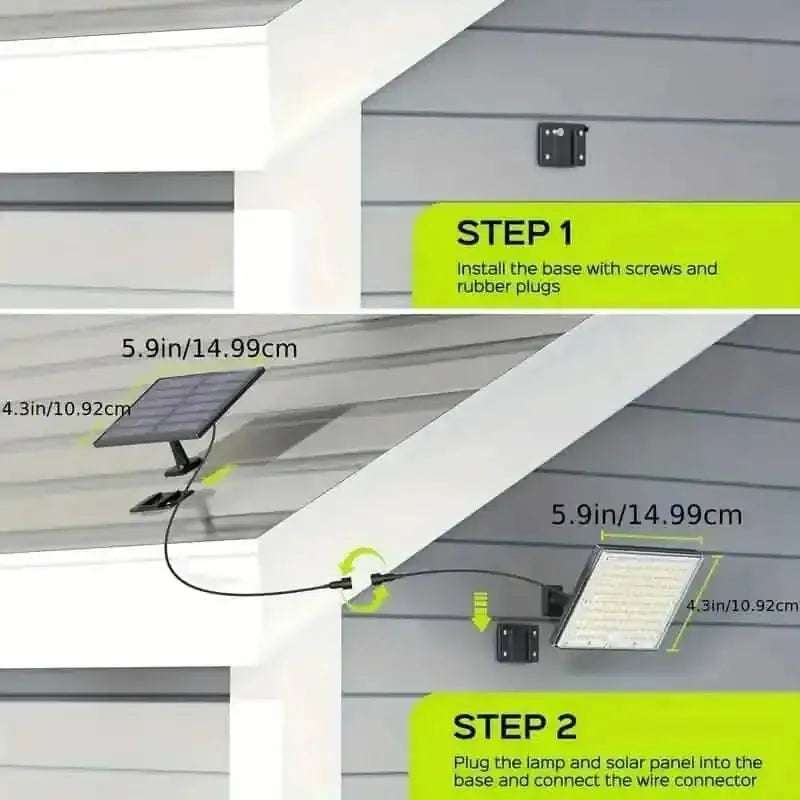 STEP 1
Install the base with screws and
rubber plugs
5.9in/14.99cm
4.3in/10.92cm
5.9in/14.99cm
4.3in/10.92cm
STEP 2
Plug the lamp and solar panel into the
base and connect the wire connector